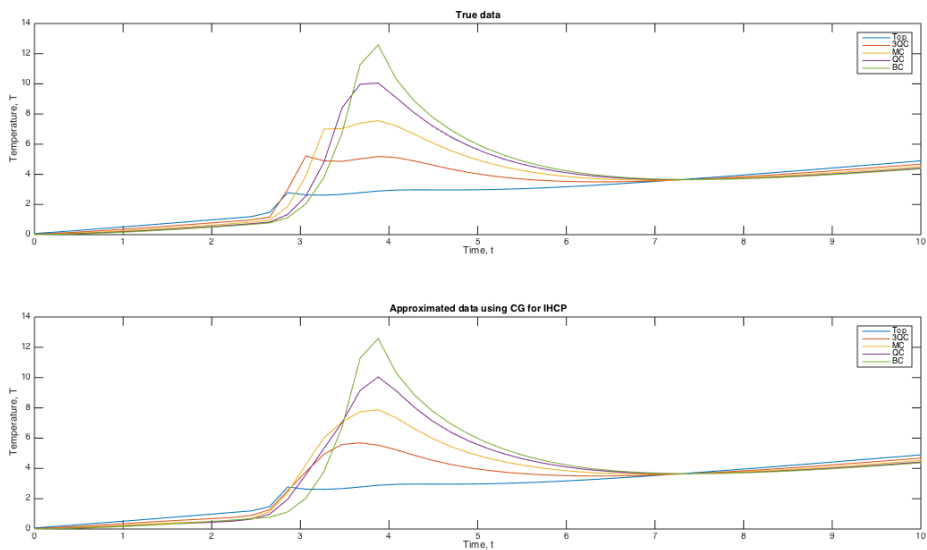 True data
14
12
10
8
6
4
2
0
Temperature, T
Top
3QC
MC
QC
BC
0 1 2 3 4 5 6 7 8 9 10
Time, t
Approximated data using CG for IHCP
14
12
10
8
6
4
2
0
Temperature, T
Top
3QC
MC
QC
BC
0 1 2 3 4 5 6 7 8 9 10
Time, t